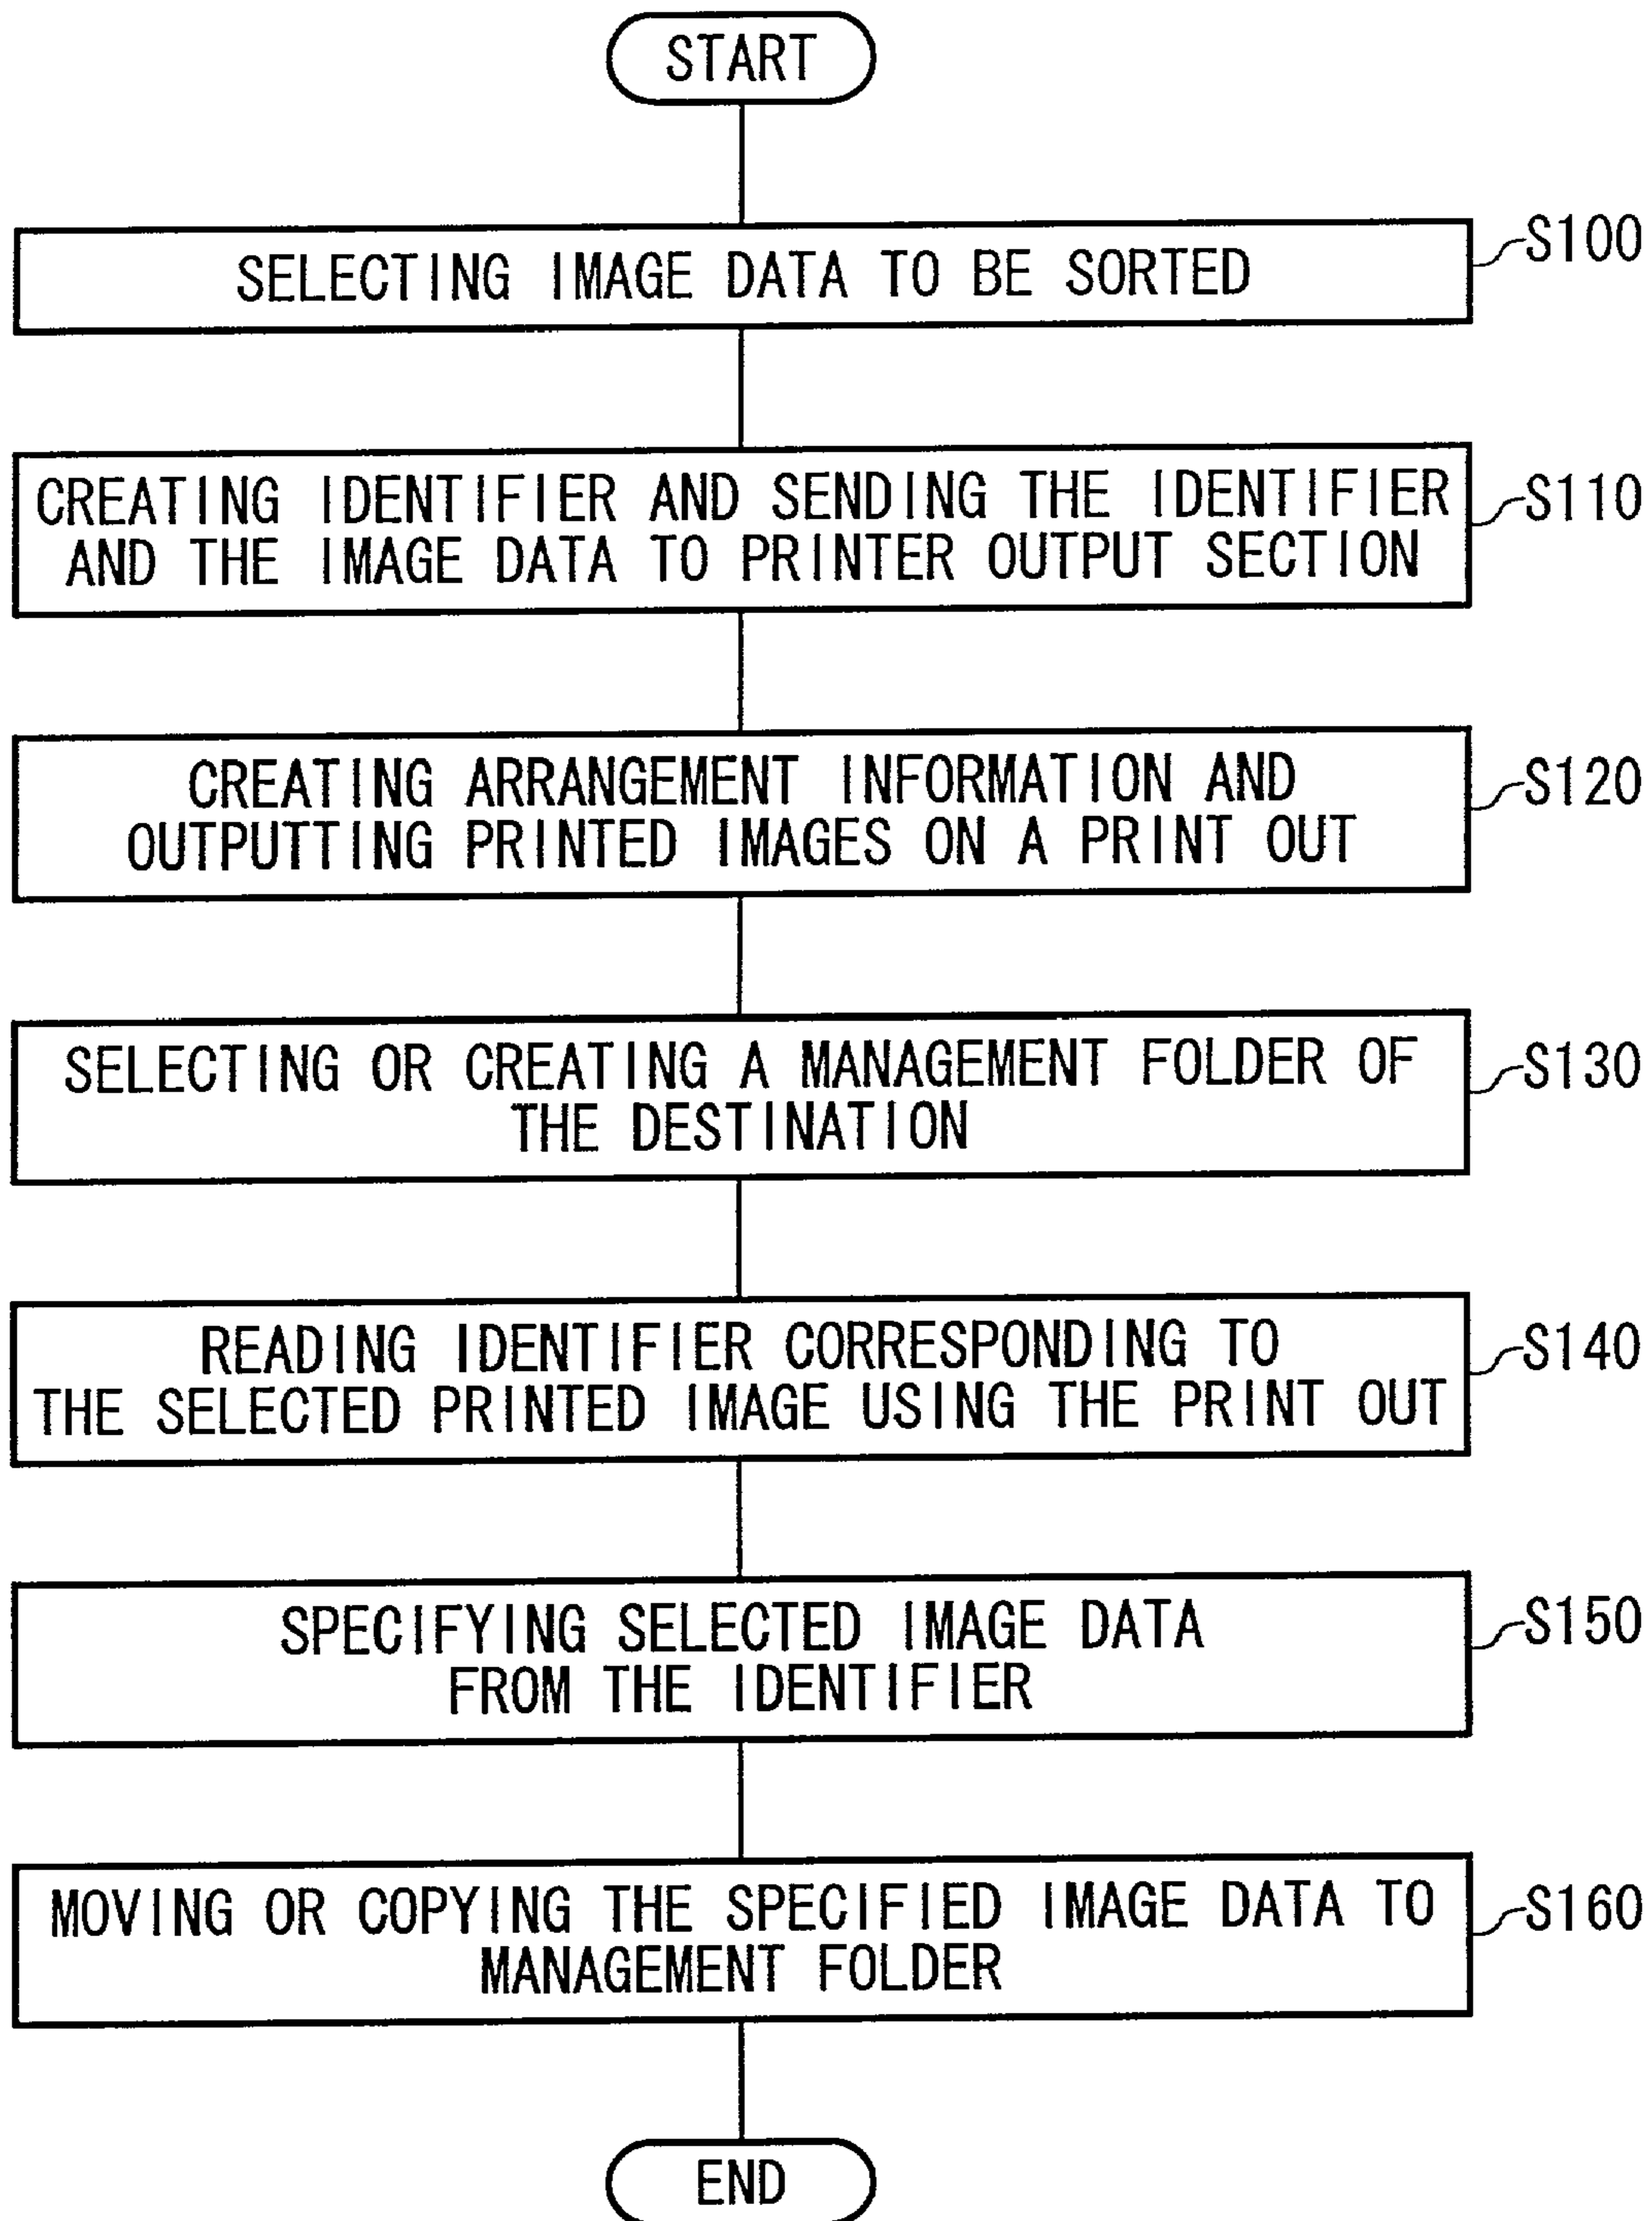 START
SELECTING IMAGE DATA TO BE SORTED
S100
CREATING IDENTIFIER AND SENDING THE IDENTIFIER
AND THE IMAGE DATA TO PRINTER OUTPUT SECTION
S110
CREATING ARRANGEMENT INFORMATION AND
OUTPUTTING PRINTED IMAGES ON A PRINT OUT
S120
SELECTING OR CREATING A MANAGEMENT FOLDER OF
THE DESTINATION
S130
READING IDENTIFIER CORRESPONDING TO
THE SELECTED PRINTED IMAGE USING THE PRINT OUT
S140
SPECIFYING SELECTED IMAGE DATA
FROM THE IDENTIFIER
S150
MOVING OR COPYING THE SPECIFIED IMAGE DATA TO
MANAGEMENT FOLDER
S160
END